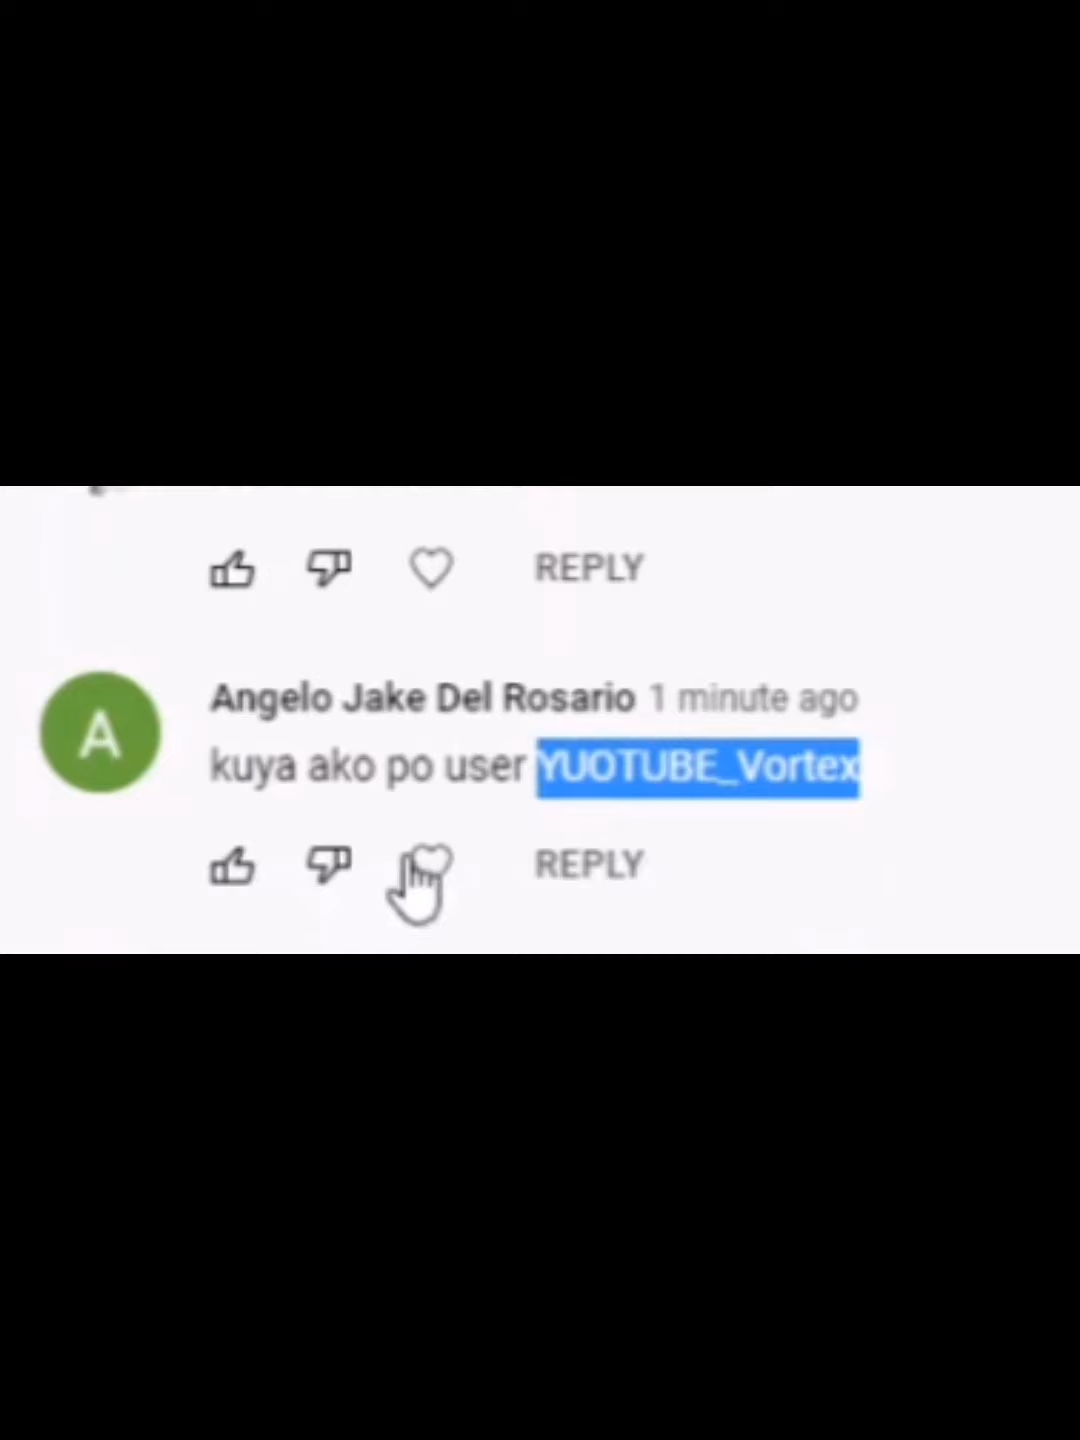 REPLY
Angelo Jake Del Rosario 1 minute ago
A
kuya ako po user YUOTUBE_Vortex
REPLY